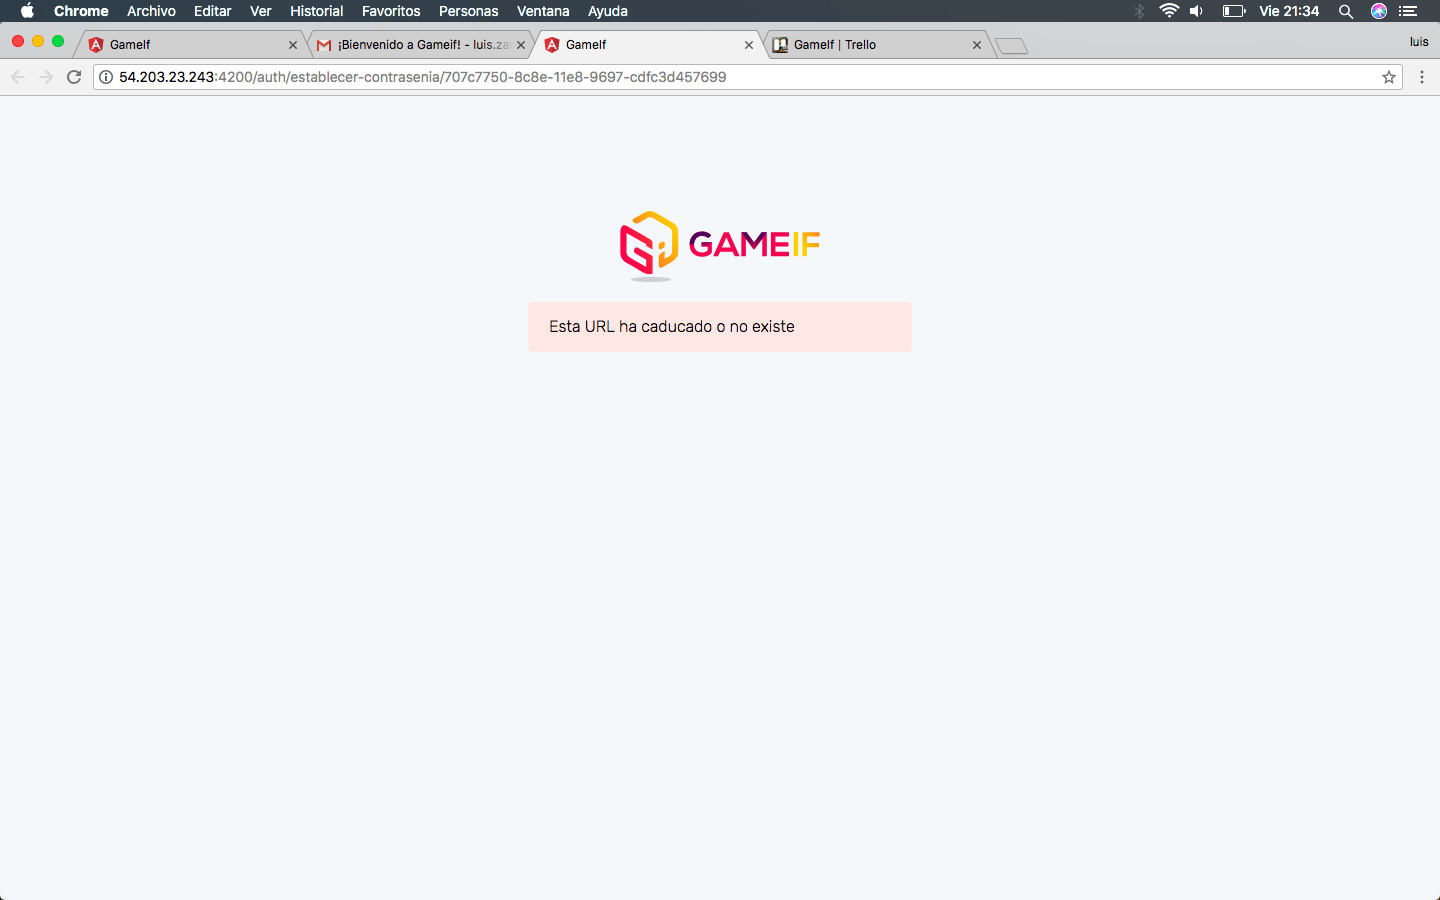 Chrome Archivo Editar Ver Historial Favoritos Personas Ventana Ayuda Vie 21:34
GameIf ¡Bienvenido a Gameif! - luis.za GameIf GameIf | Trello luis
54.203.23.243:4200/auth/establecer-contrasenia/707c7750-8c8e-11e8-9697-cdfc3d457699
GAMEIF
Esta URL ha caducado o no existe